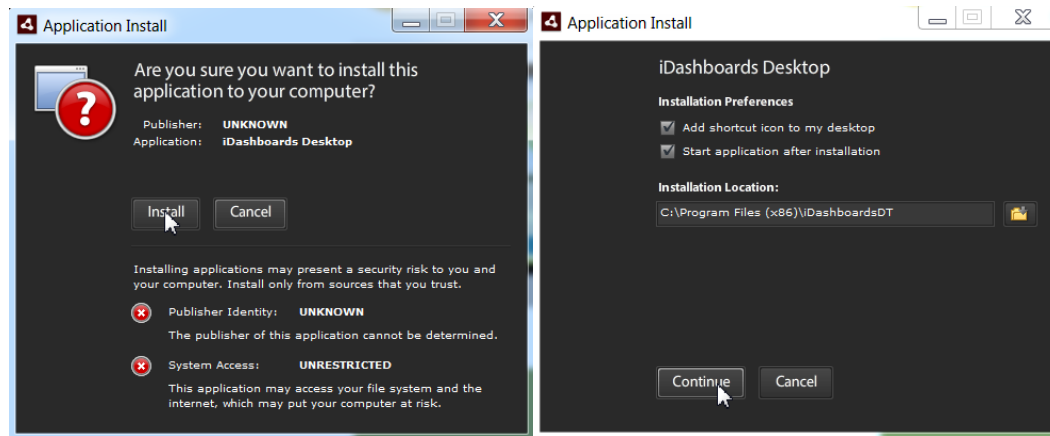 Application Install
Are you sure you want to install this
application to your computer?
Publisher: UNKNOWN
Application: iDashboards Desktop
Install Cancel
Installing applications may present a security risk to you and
your computer. Install only from sources that you trust.
Publisher Identity: UNKNOWN
The publisher of this application cannot be determined.
System Access: UNRESTRICTED
This application may access your file system and the
internet, which may put your computer at risk.
Application Install
iDashboards Desktop
Installation Preferences
Add shortcut icon to my desktop
Start application after installation
Installation Location:
C:\Program Files (x86)\iDashboardsDT
Continue Cancel